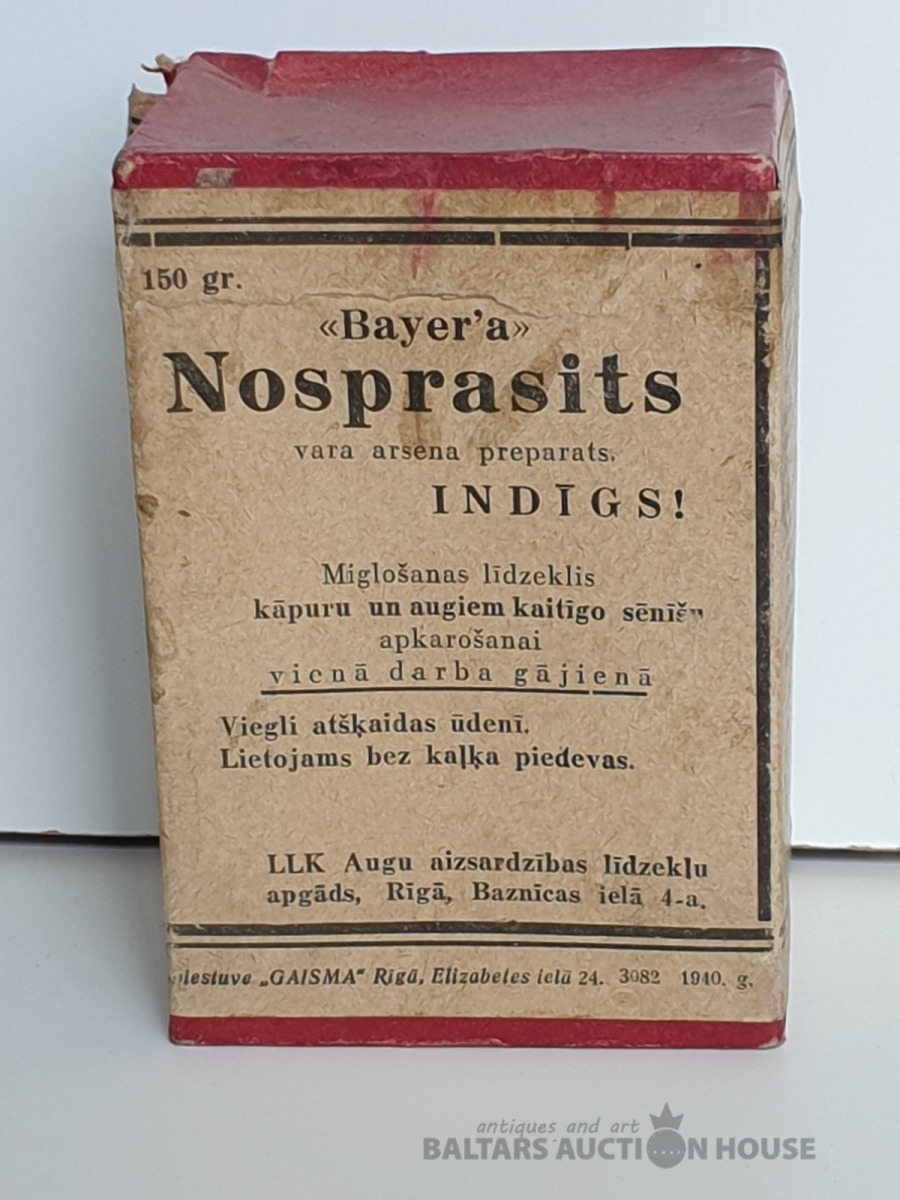 150 gr.
«Bayer'a»
Nosprasits
vara arsena preparats.
INDĪGS!
Miglošanas līdzeklis
kāpuru un augiem kaitīgo sēnīšu
apkarošanai
vienā darba gājienā
Viegli atšķaidas ūdenī.
Lietojams bez kaļķa piedevas.
LLK Augu aizsardzības līdzekļu
apgāds, Rīgā, Baznīcas ielā 4-a.
„GAISMA“ Rīgā, Elizabetes ielā 24. 3082 1940. g.
antiques and art
BALTARS AUCTION HOUSE